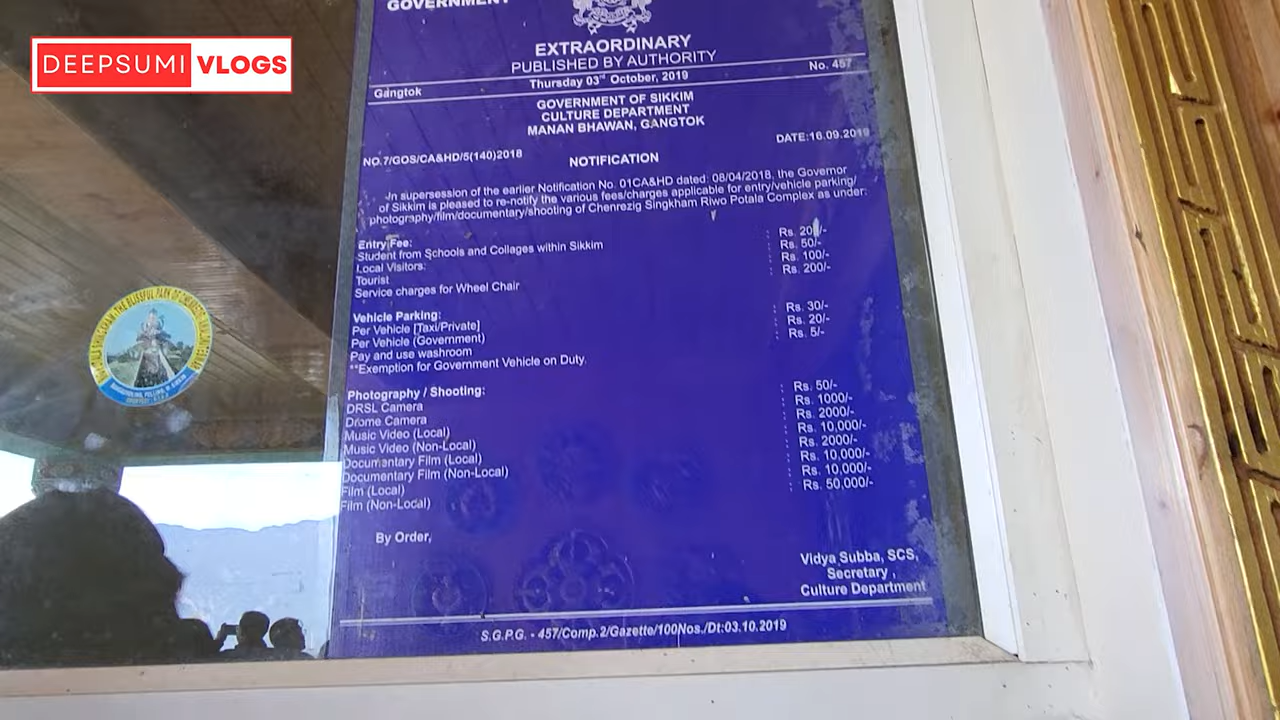 DEEPSUMI VLOGS
GOVERNMENT
EXTRAORDINARY
PUBLISHED BY AUTHORITY
Gangtok Thursday 03rd October, 2019 No. 457
GOVERNMENT OF SIKKIM
CULTURE DEPARTMENT
MANAN BHAWAN, GANGTOK
DATE:16.09.2019
NO.7/GOS/CA&HD/5(140)2018 NOTIFICATION
In supersession of the earlier Notification No. 01CA&HD dated: 08/04/2018, the Governor
of Sikkim is pleased to re-notify the various fees/charges applicable for entry/vehicle parking/
photography/film/documentary/shooting of Chenrezig Singkham Riwo Potala Complex as under:
Entry Fee:
Student from Schools and Collages within Sikkim : Rs. 20/-
Local Visitors: : Rs. 50/-
Tourist : Rs. 100/-
Service charges for Wheel Chair : Rs. 200/-
Vehicle Parking:
Per Vehicle [Taxi/Private] : Rs. 30/-
Per Vehicle (Government) : Rs. 20/-
Pay and use washroom : Rs. 5/-
**Exemption for Government Vehicle on Duty.
Photography / Shooting:
DRSL Camera : Rs. 50/-
Drome Camera : Rs. 1000/-
Music Video (Local) : Rs. 2000/-
Music Video (Non-Local) : Rs. 10,000/-
Documentary Film (Local) : Rs. 2000/-
Documentary Film (Non-Local) : Rs. 10,000/-
Film (Local) : Rs. 10,000/-
Film (Non-Local) : Rs. 50,000/-
By Order,
Vidya Subba, SCS,
Secretary
Culture Department
S.G.P.G. - 457/Comp.2/Gazette/100Nos./Dt:03.10.2019